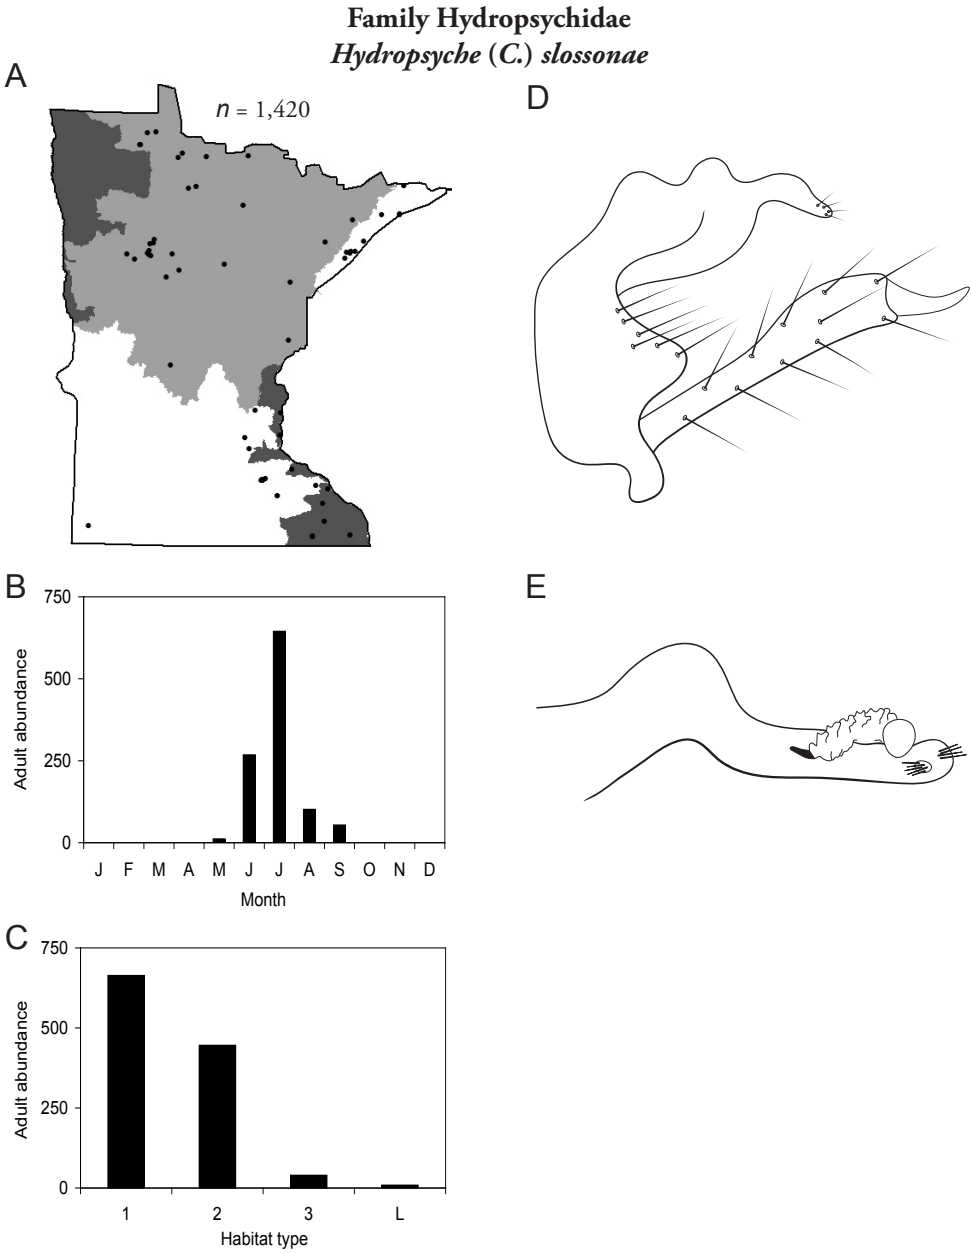 Family Hydropsychidae
Hydropsyche (C.) slossonae
A
n = 1,420
D
B
750
500
250
0
Adult abundance
J F M A M J J A S O N D
Month
E
C
750
500
250
0
Adult abundance
1 2 3 L
Habitat type